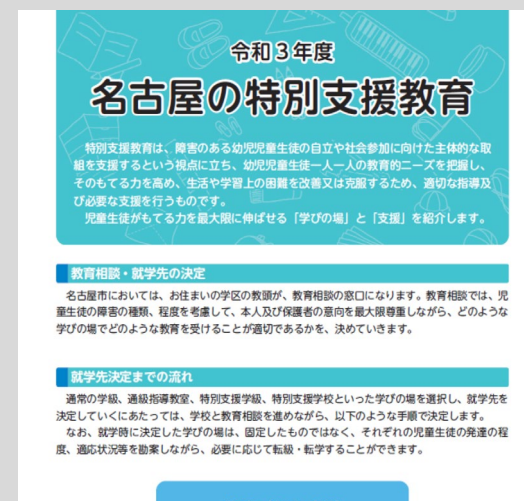 令和3年度
名古屋の特別支援教育
特別支援教育は、障害のある幼児児童生徒の自立や社会参加に向けた主体的な取
組を支援するという視点に立ち、幼児児童生徒一人一人の教育的ニーズを把握し、
そのもてる力を高め、生活や学習上の困難を改善又は克服するため、適切な指導及
び必要な支援を行うものです。
児童生徒がもてる力を最大限に伸ばせる「学びの場」と「支援」を紹介します。
教育相談・就学先の決定
名古屋市においては、お住まいの学区の教頭が、教育相談の窓口になります。教育相談では、児
童生徒の障害の種類、程度を考慮して、本人及び保護者の意向を最大限尊重しながら、どのような
学びの場でどのような教育を受けることが適切であるかを、決めていきます。
就学先決定までの流れ
通常の学級、通級指導教室、特別支援学級、特別支援学校といった学びの場を選択し、就学先を
決定していくにあたっては、学校と教育相談を進めながら、以下のような手順で決定します。
なお、就学時に決定した学びの場は、固定したものではなく、それぞれの児童生徒の発達の程
度、適応状況等を勘案しながら、必要に応じて転級・転学することができます。